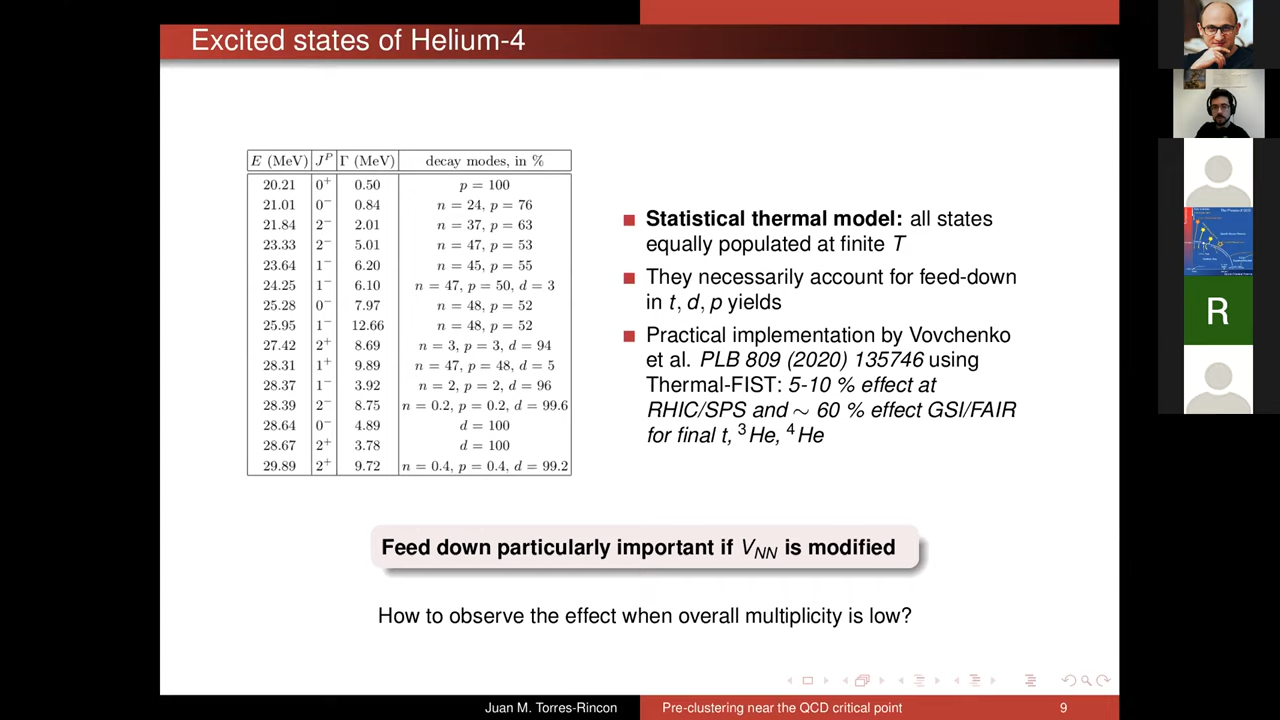 Excited states of Helium-4
E (MeV) J^P Γ (MeV) decay modes, in %
20.21 0^+ 0.50 p = 100
21.01 0^- 0.84 n = 24, p = 76
21.84 2^- 2.01 n = 37, p = 63
23.33 2^- 5.01 n = 47, p = 53
23.64 1^- 6.20 n = 45, p = 55
24.25 1^- 6.10 n = 47, p = 50, d = 3
25.28 0^- 7.97 n = 48, p = 52
25.95 1^- 12.66 n = 48, p = 52
27.42 2^+ 8.69 n = 3, p = 3, d = 94
28.31 1^+ 9.89 n = 47, p = 48, d = 5
28.37 1^- 3.92 n = 2, p = 2, d = 96
28.39 2^- 8.75 n = 0.2, p = 0.2, d = 99.6
28.64 0^- 4.89 d = 100
28.67 2^+ 3.78 d = 100
29.89 2^+ 9.72 n = 0.4, p = 0.4, d = 99.2
Statistical thermal model: all states
equally populated at finite T
They necessarily account for feed-down
in t, d, p yields
Practical implementation by Vovchenko
et al. PLB 809 (2020) 135746 using
Thermal-FIST: 5-10 % effect at
RHIC/SPS and ∼ 60 % effect GSI/FAIR
for final t, ³He, ⁴He
Feed down particularly important if V_NN is modified
How to observe the effect when overall multiplicity is low?
Juan M. Torres-Rincon Pre-clustering near the QCD critical point 9
R